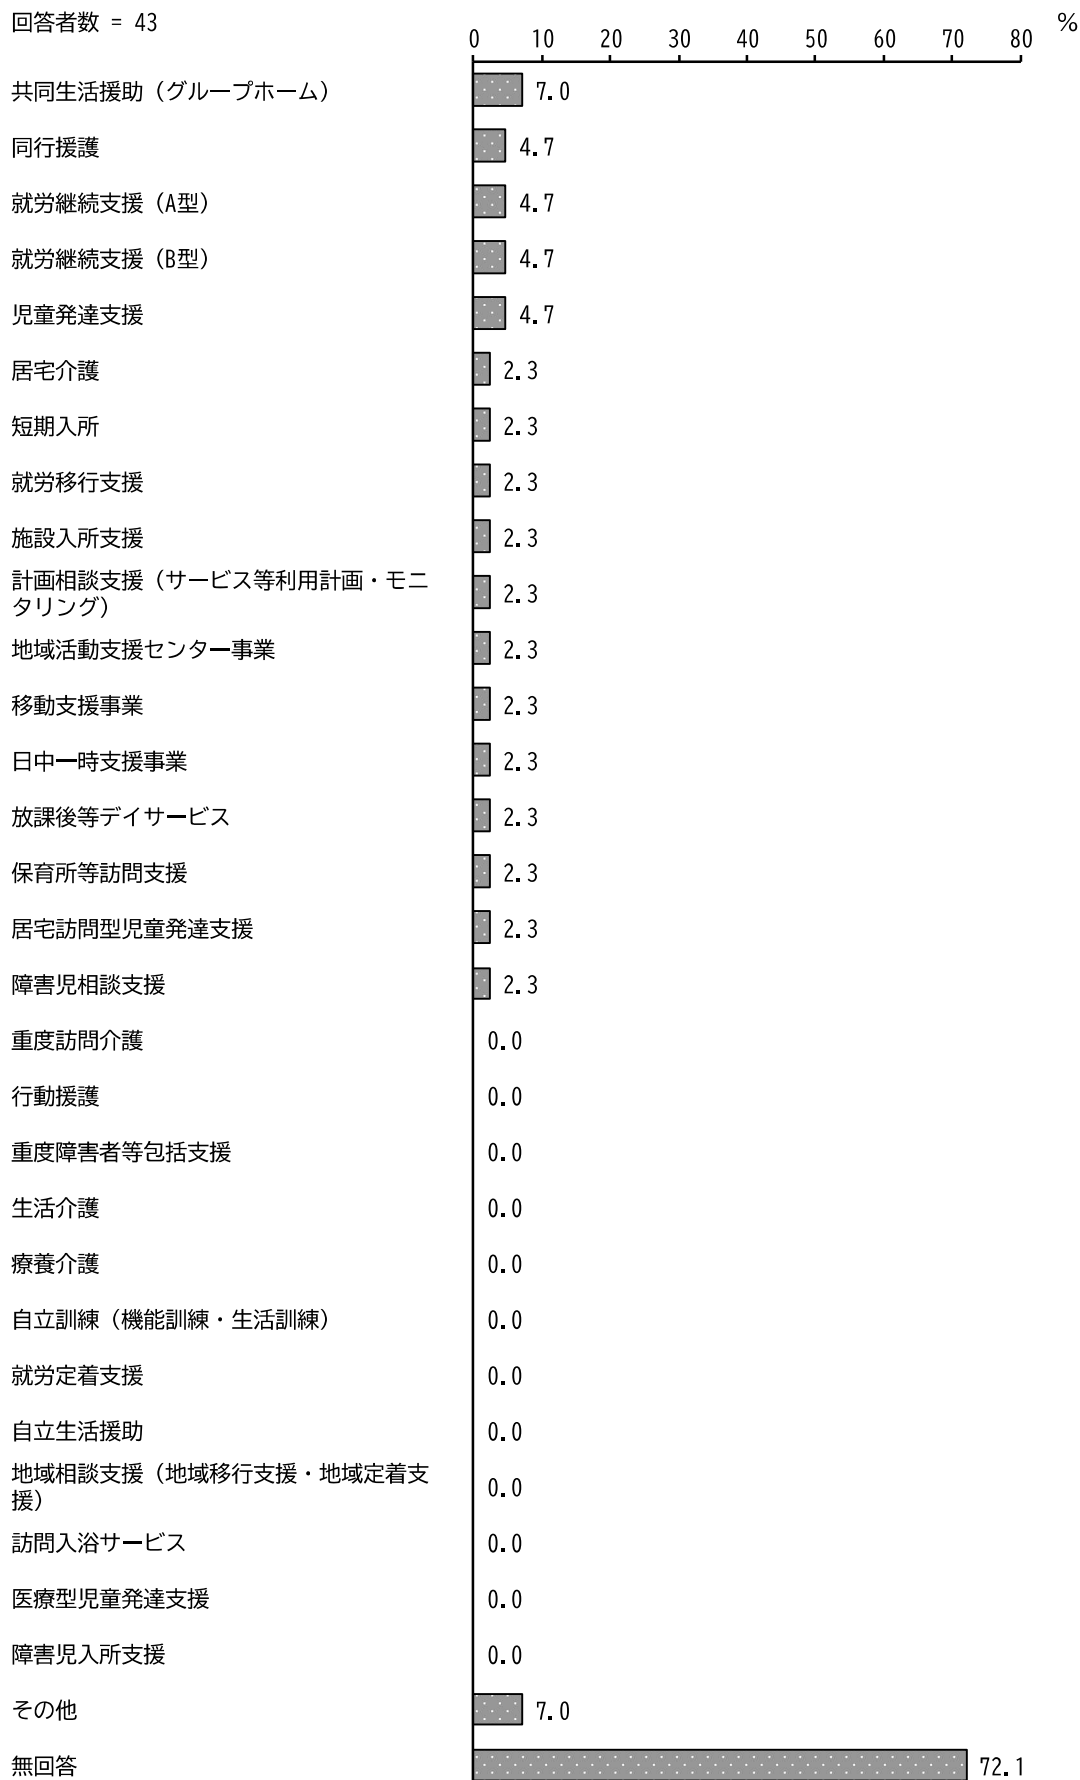 回答者数 = 43
%
0 10 20 30 40 50 60 70 80
共同生活援助（グループホーム） 7.0
同行援護 4.7
就労継続支援（A型） 4.7
就労継続支援（B型） 4.7
児童発達支援 4.7
居宅介護 2.3
短期入所 2.3
就労移行支援 2.3
施設入所支援 2.3
計画相談支援（サービス等利用計画・モニ
タリング） 2.3
地域活動支援センター事業 2.3
移動支援事業 2.3
日中一時支援事業 2.3
放課後等デイサービス 2.3
保育所等訪問支援 2.3
居宅訪問型児童発達支援 2.3
障害児相談支援 2.3
重度訪問介護 0.0
行動援護 0.0
重度障害者等包括支援 0.0
生活介護 0.0
療養介護 0.0
自立訓練（機能訓練・生活訓練） 0.0
就労定着支援 0.0
自立生活援助 0.0
地域相談支援（地域移行支援・地域定着支
援） 0.0
訪問入浴サービス 0.0
医療型児童発達支援 0.0
障害児入所支援 0.0
その他 7.0
無回答 72.1